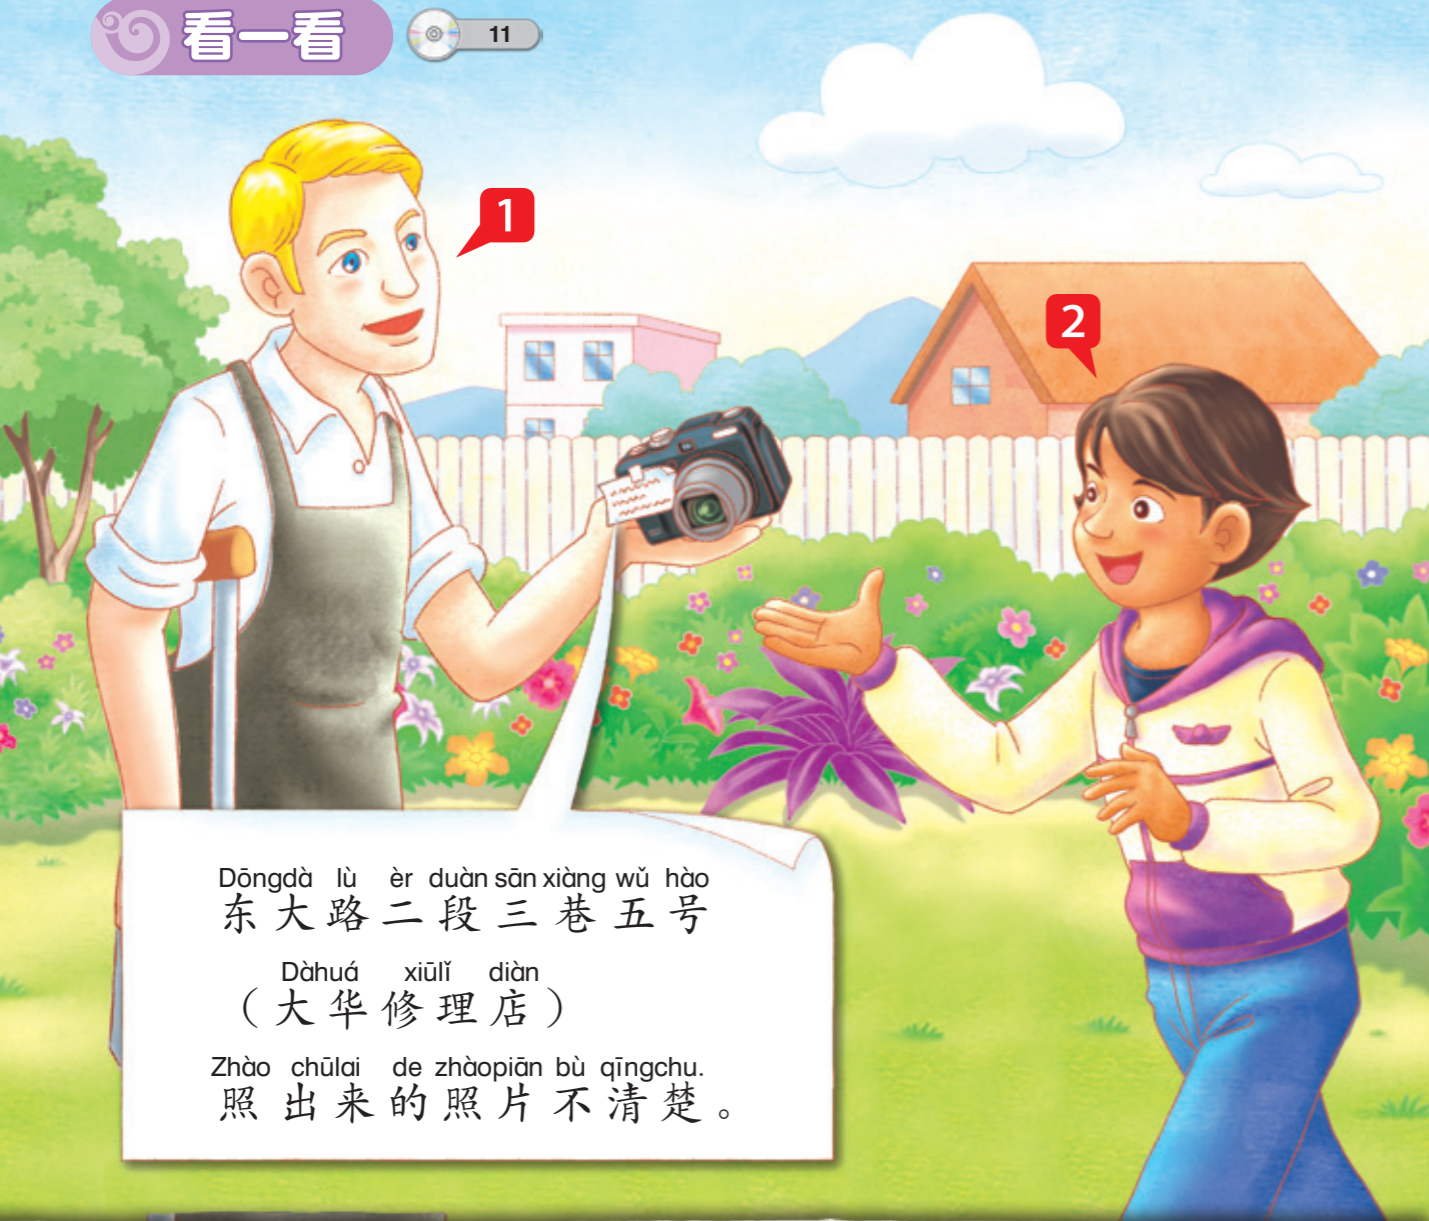 看一看
11
1
2
Dōngdà lù èr duàn sān xiàng wǔ hào
东大路二段三巷五号
Dàhuá xiūlǐ diàn
（大华修理店）
Zhào chūlai de zhàopiān bù qīngchu.
照出来的照片不清楚。